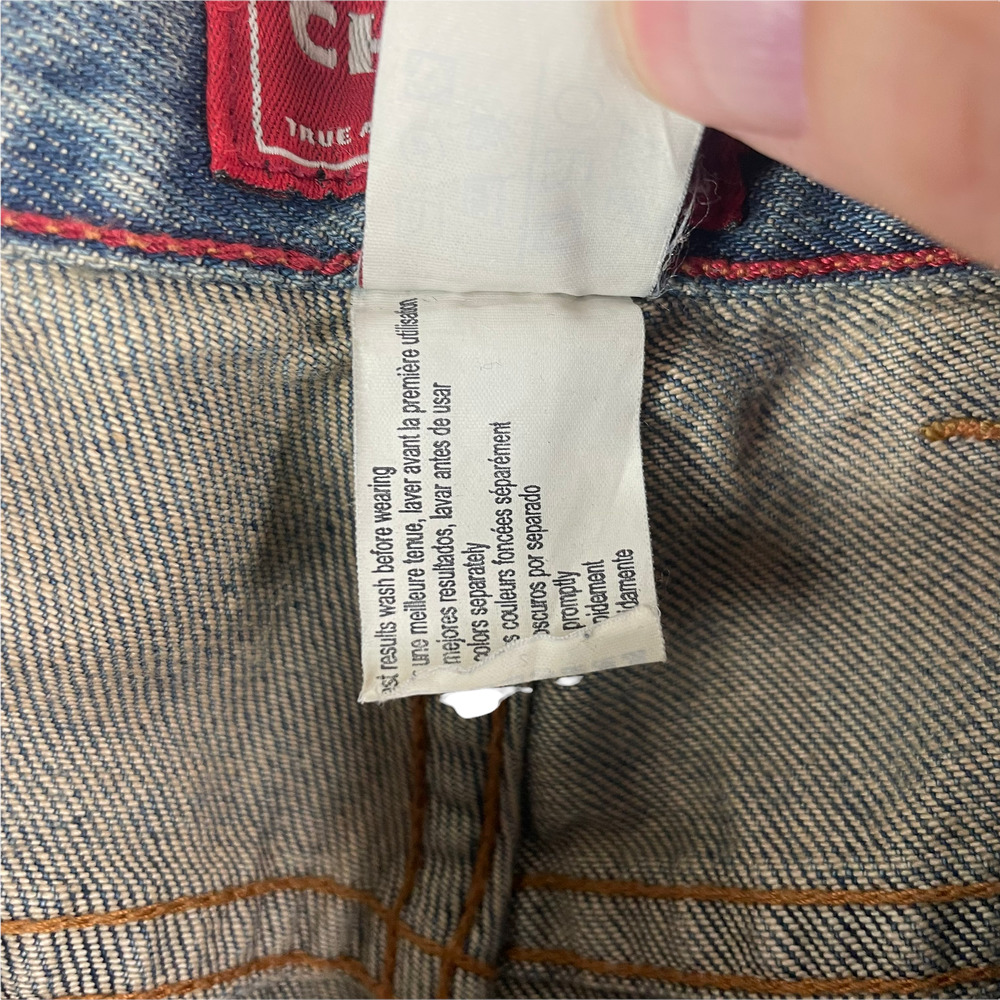 CH
TRUE
est results wash before wearing
une meilleure tenue, laver avant la première utilisation
mejores resultados, lavar antes de usar
colors separately
s couleurs foncées séparément
oscuros por separado
promptly
pidement
idamente